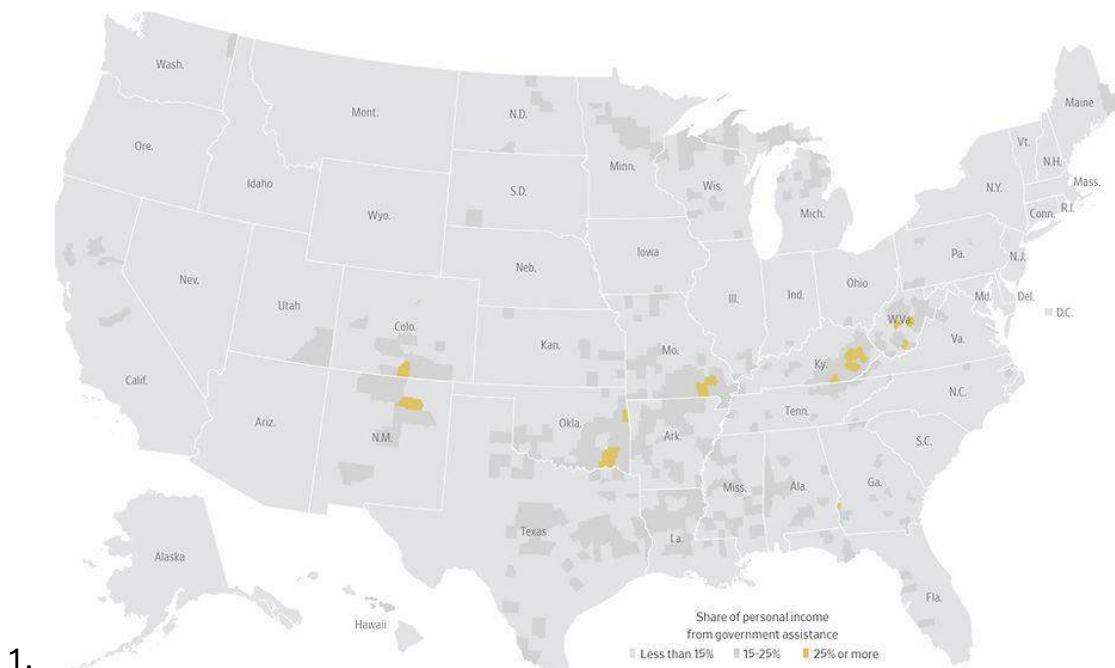 Wash.
Mont.
N.D.
Minn.
Maine
Vt.
N.H.
Ore.
Idaho
S.D.
Wis.
Mich.
N.Y.
Mass.
Conn.
R.I.
Wyo.
Iowa
Neb.
Pa.
N.J.
Nev.
Utah
Colo.
Ill.
Ind.
Ohio
Md.
Del.
D.C.
W.Va.
Va.
Kan.
Mo.
Ky.
Calif.
Ariz.
N.M.
Okla.
Ark.
Tenn.
N.C.
S.C.
Miss.
Ala.
Ga.
Texas
La.
Alaska
Hawaii
Fla.
Share of personal income
from government assistance
Less than 15% 15-25% 25% or more
1.